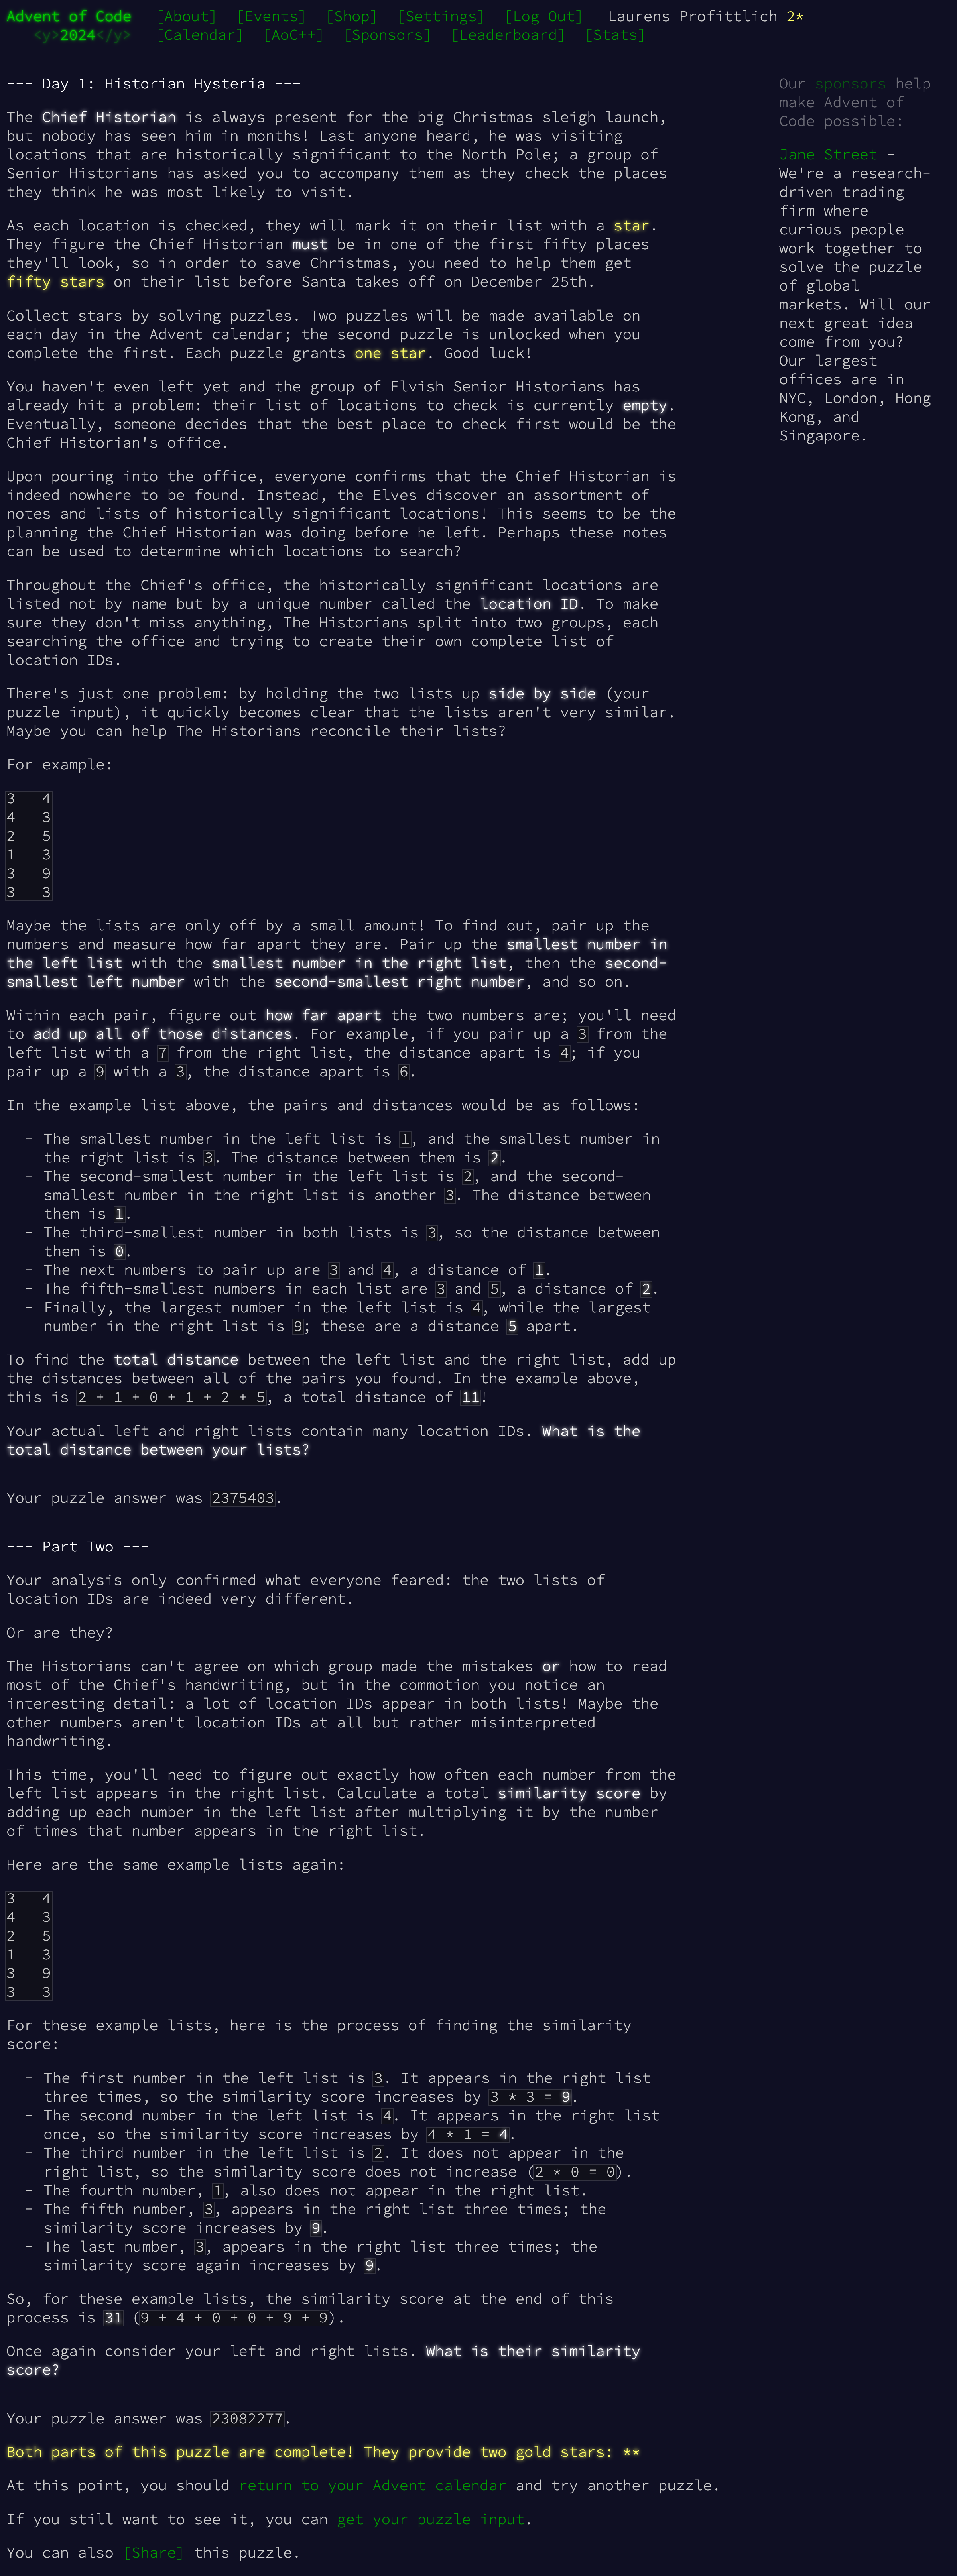 Advent of Code [About] [Events] [Shop] [Settings] [Log Out] Laurens Profittlich 2*
<y>2024</y> [Calendar] [AoC++] [Sponsors] [Leaderboard] [Stats]
--- Day 1: Historian Hysteria ---
The Chief Historian is always present for the big Christmas sleigh launch,
but nobody has seen him in months! Last anyone heard, he was visiting
locations that are historically significant to the North Pole; a group of
Senior Historians has asked you to accompany them as they check the places
they think he was most likely to visit.
As each location is checked, they will mark it on their list with a star.
They figure the Chief Historian must be in one of the first fifty places
they'll look, so in order to save Christmas, you need to help them get
fifty stars on their list before Santa takes off on December 25th.
Collect stars by solving puzzles. Two puzzles will be made available on
each day in the Advent calendar; the second puzzle is unlocked when you
complete the first. Each puzzle grants one star. Good luck!
You haven't even left yet and the group of Elvish Senior Historians has
already hit a problem: their list of locations to check is currently empty.
Eventually, someone decides that the best place to check first would be the
Chief Historian's office.
Upon pouring into the office, everyone confirms that the Chief Historian is
indeed nowhere to be found. Instead, the Elves discover an assortment of
notes and lists of historically significant locations! This seems to be the
planning the Chief Historian was doing before he left. Perhaps these notes
can be used to determine which locations to search?
Throughout the Chief's office, the historically significant locations are
listed not by name but by a unique number called the location ID. To make
sure they don't miss anything, The Historians split into two groups, each
searching the office and trying to create their own complete list of
location IDs.
There's just one problem: by holding the two lists up side by side (your
puzzle input), it quickly becomes clear that the lists aren't very similar.
Maybe you can help The Historians reconcile their lists?
For example:
3   4
4   3
2   5
1   3
3   9
3   3
Maybe the lists are only off by a small amount! To find out, pair up the
numbers and measure how far apart they are. Pair up the smallest number in
the left list with the smallest number in the right list, then the second-
smallest left number with the second-smallest right number, and so on.
Within each pair, figure out how far apart the two numbers are; you'll need
to add up all of those distances. For example, if you pair up a 3 from the
left list with a 7 from the right list, the distance apart is 4; if you
pair up a 9 with a 3, the distance apart is 6.
In the example list above, the pairs and distances would be as follows:
- The smallest number in the left list is 1, and the smallest number in
the right list is 3. The distance between them is 2.
- The second-smallest number in the left list is 2, and the second-
smallest number in the right list is another 3. The distance between
them is 1.
- The third-smallest number in both lists is 3, so the distance between
them is 0.
- The next numbers to pair up are 3 and 4, a distance of 1.
- The fifth-smallest numbers in each list are 3 and 5, a distance of 2.
- Finally, the largest number in the left list is 4, while the largest
number in the right list is 9; these are a distance 5 apart.
To find the total distance between the left list and the right list, add up
the distances between all of the pairs you found. In the example above,
this is 2 + 1 + 0 + 1 + 2 + 5, a total distance of 11!
Your actual left and right lists contain many location IDs. What is the
total distance between your lists?
Your puzzle answer was 2375403.
--- Part Two ---
Your analysis only confirmed what everyone feared: the two lists of
location IDs are indeed very different.
Or are they?
The Historians can't agree on which group made the mistakes or how to read
most of the Chief's handwriting, but in the commotion you notice an
interesting detail: a lot of location IDs appear in both lists! Maybe the
other numbers aren't location IDs at all but rather misinterpreted
handwriting.
This time, you'll need to figure out exactly how often each number from the
left list appears in the right list. Calculate a total similarity score by
adding up each number in the left list after multiplying it by the number
of times that number appears in the right list.
Here are the same example lists again:
3   4
4   3
2   5
1   3
3   9
3   3
For these example lists, here is the process of finding the similarity
score:
- The first number in the left list is 3. It appears in the right list
three times, so the similarity score increases by 3 * 3 = 9.
- The second number in the left list is 4. It appears in the right list
once, so the similarity score increases by 4 * 1 = 4.
- The third number in the left list is 2. It does not appear in the
right list, so the similarity score does not increase (2 * 0 = 0).
- The fourth number, 1, also does not appear in the right list.
- The fifth number, 3, appears in the right list three times; the
similarity score increases by 9.
- The last number, 3, appears in the right list three times; the
similarity score again increases by 9.
So, for these example lists, the similarity score at the end of this
process is 31 (9 + 4 + 0 + 0 + 9 + 9).
Once again consider your left and right lists. What is their similarity
score?
Your puzzle answer was 23082277.
Both parts of this puzzle are complete! They provide two gold stars: **
At this point, you should return to your Advent calendar and try another puzzle.
If you still want to see it, you can get your puzzle input.
You can also [Share] this puzzle.
Our sponsors help
make Advent of
Code possible:
Jane Street -
We're a research-
driven trading
firm where
curious people
work together to
solve the puzzle
of global
markets. Will our
next great idea
come from you?
Our largest
offices are in
NYC, London, Hong
Kong, and
Singapore.